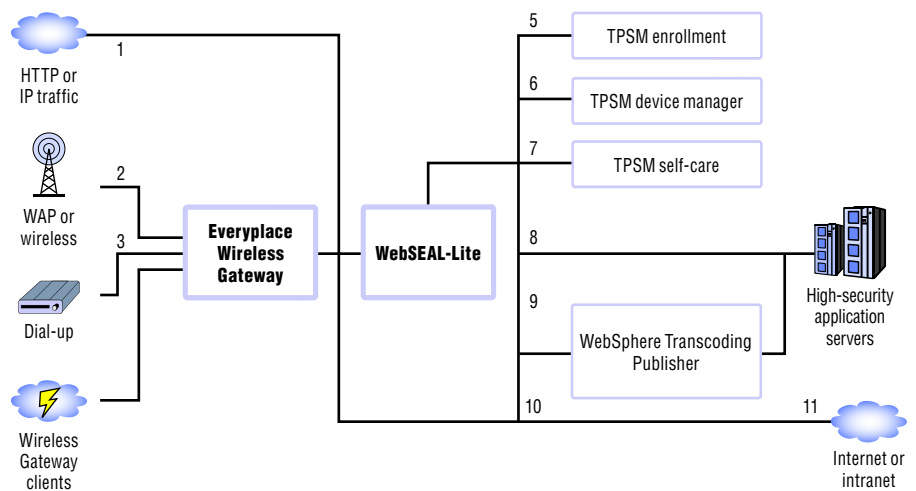 1
HTTP or
IP traffic
2
WAP or
wireless
3
Dial-up
Wireless
Gateway
clients
Everyplace
Wireless
Gateway
WebSEAL-Lite
5
TPSM enrollment
6
TPSM device manager
7
TPSM self-care
8
High-security
application
servers
9
WebSphere Transcoding
Publisher
10
11
Internet or
intranet